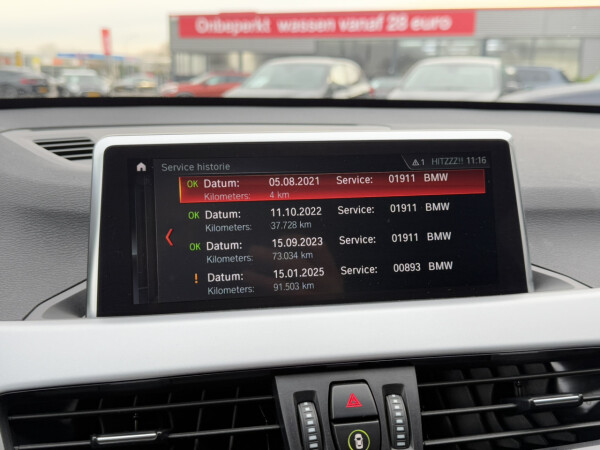 Onbeperkt wassen vanaf 28 euro
Service historie 1 HITZZZ!! 11:16
OK Datum: 05.08.2021 Service: 01911 BMW
Kilometers: 4 km
OK Datum: 11.10.2022 Service: 01911 BMW
Kilometers: 37.728 km
OK Datum: 15.09.2023 Service: 01911 BMW
Kilometers: 73.034 km
! Datum: 15.01.2025 Service: 00893 BMW
Kilometers: 91.503 km